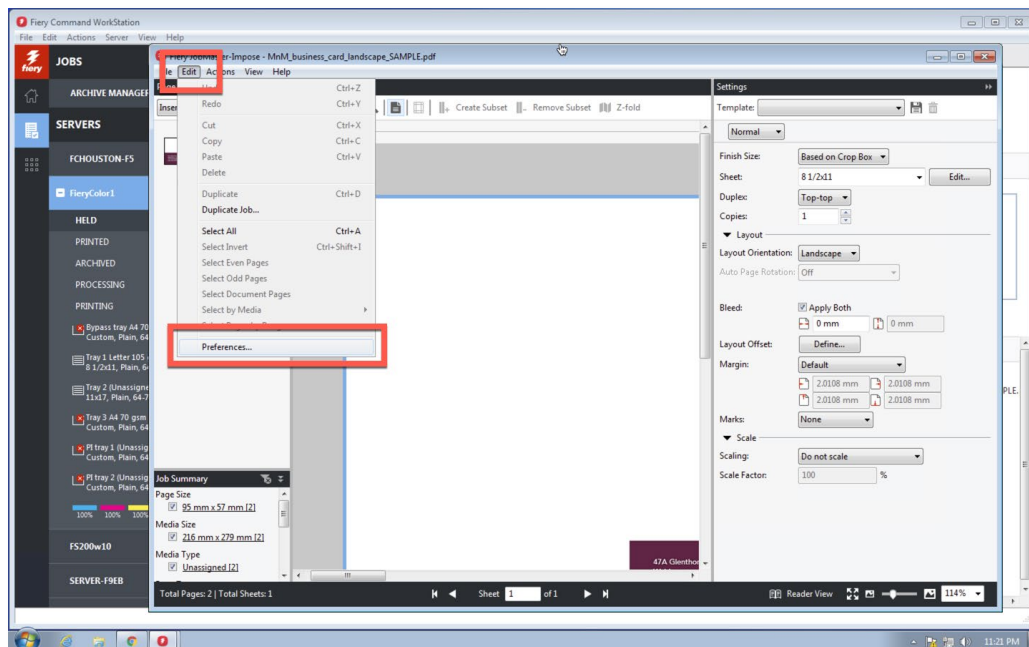 Fiery Command WorkStation
File Edit Actions Server View Help
fiery
JOBS
ARCHIVE MANAGER
SERVERS
FCHOUSTON-F5
FieryColor1
HELD
PRINTED
ARCHIVED
PROCESSING
PRINTING
Bypass tray A4 70
Custom, Plain, 64
Tray 1 Letter 105
8 1/2x11, Plain, 6
Tray 2 (Unassigne
11x17, Plain, 64-7
Tray 3 A4 70 gsm
Custom, Plain, 64
PI tray 1 (Unassig
Custom, Plain, 64
PI tray 2 (Unassig
Custom, Plain, 64
100% 100% 100%
FS200w10
SERVER-F9EB
Fiery JobMaster-Impose - MnM_business_card_landscape_SAMPLE.pdf
Edit Actions View Help
Ctrl+Z
Redo Ctrl+Y
Cut Ctrl+X
Copy Ctrl+C
Paste Ctrl+V
Delete
Duplicate Ctrl+D
Duplicate Job...
Select All Ctrl+A
Select Invert Ctrl+Shift+I
Select Even Pages
Select Odd Pages
Select Document Pages
Select by Media
Preferences...
Create Subset Remove Subset Z-fold
47A Glenthor
Job Summary
Page Size
95 mm x 57 mm [2]
Media Size
216 mm x 279 mm [2]
Media Type
Unassigned [2]
Total Pages: 2 | Total Sheets: 1
Sheet 1 of 1
Reader View
114%
Settings
Template:
Normal
Finish Size: Based on Crop Box
Sheet: 8 1/2x11 Edit...
Duplex: Top-top
Copies: 1
Layout
Layout Orientation: Landscape
Auto Page Rotation: Off
Bleed: Apply Both
0 mm 0 mm
Layout Offset: Define...
Margin: Default
2.0108 mm 2.0108 mm
2.0108 mm 2.0108 mm
Marks: None
Scale
Scaling: Do not scale
Scale Factor: 100 %
PLE.
11:21 PM